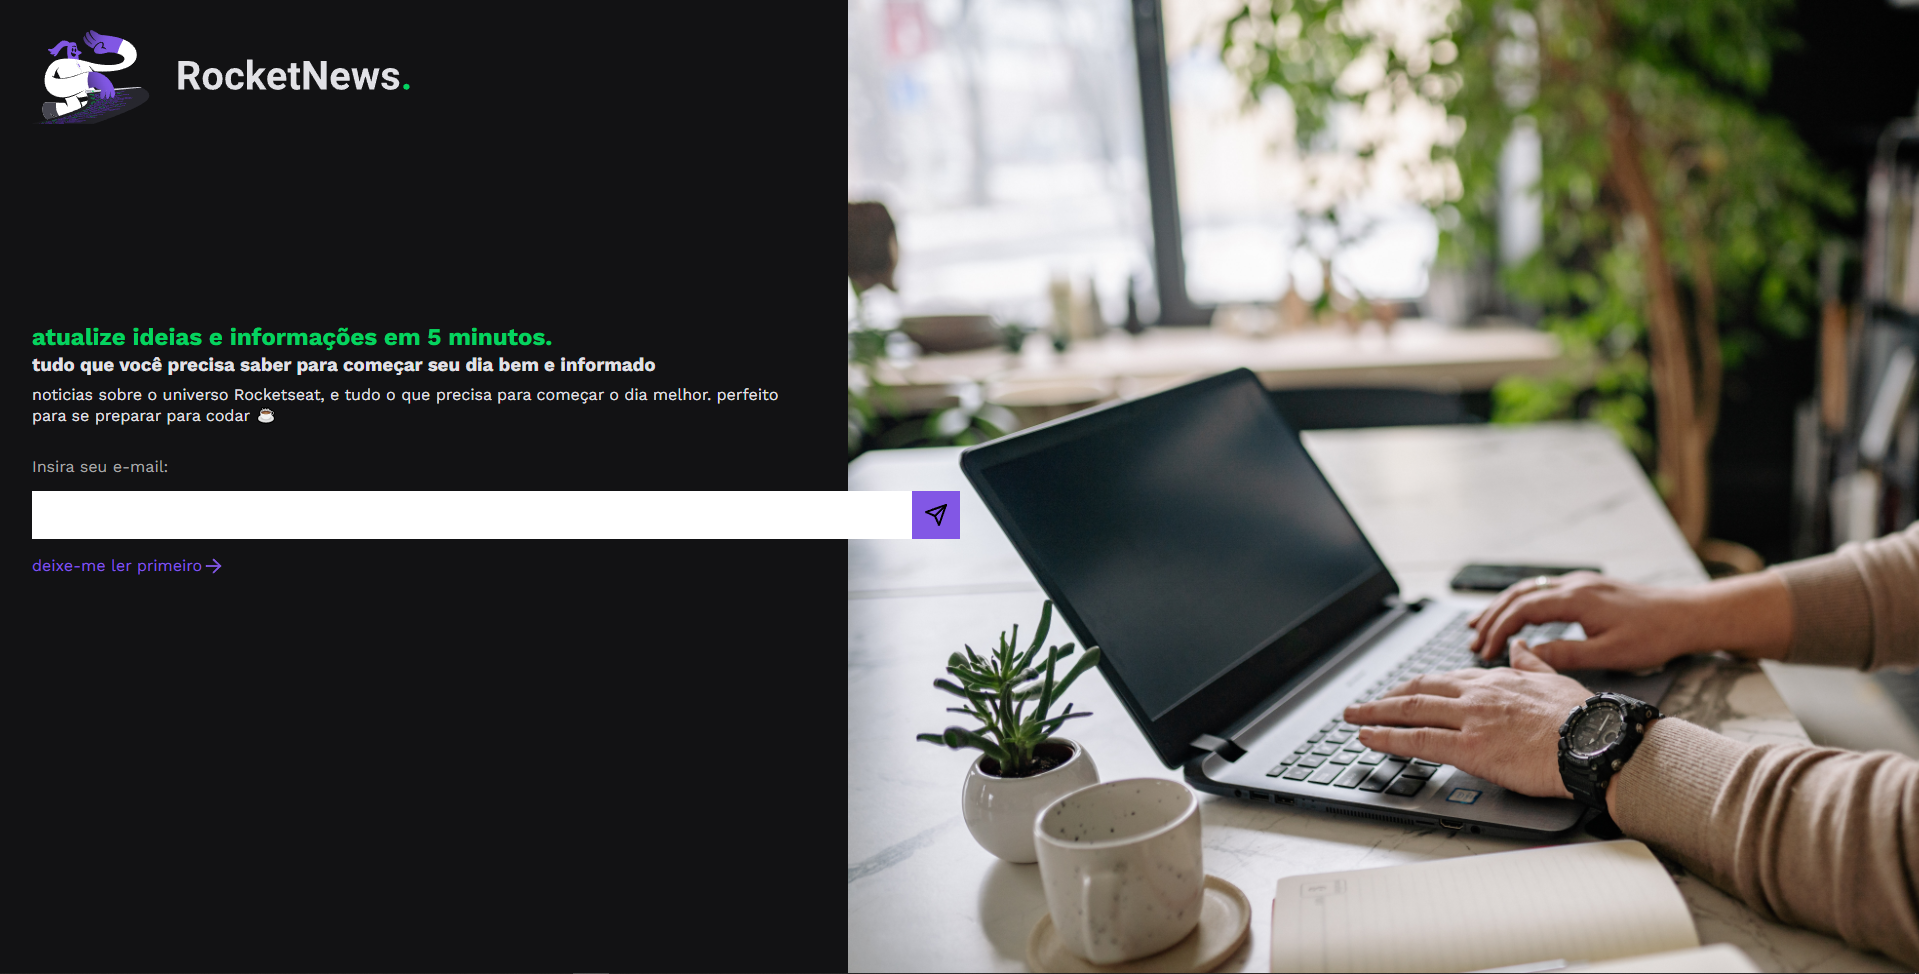 RocketNews.
atualize ideias e informações em 5 minutos.
tudo que você precisa saber para começar seu dia bem e informado
noticias sobre o universo Rocketseat, e tudo o que precisa para começar o dia melhor. perfeito
para se preparar para codar ☕
Insira seu e-mail:
deixe-me ler primeiro→